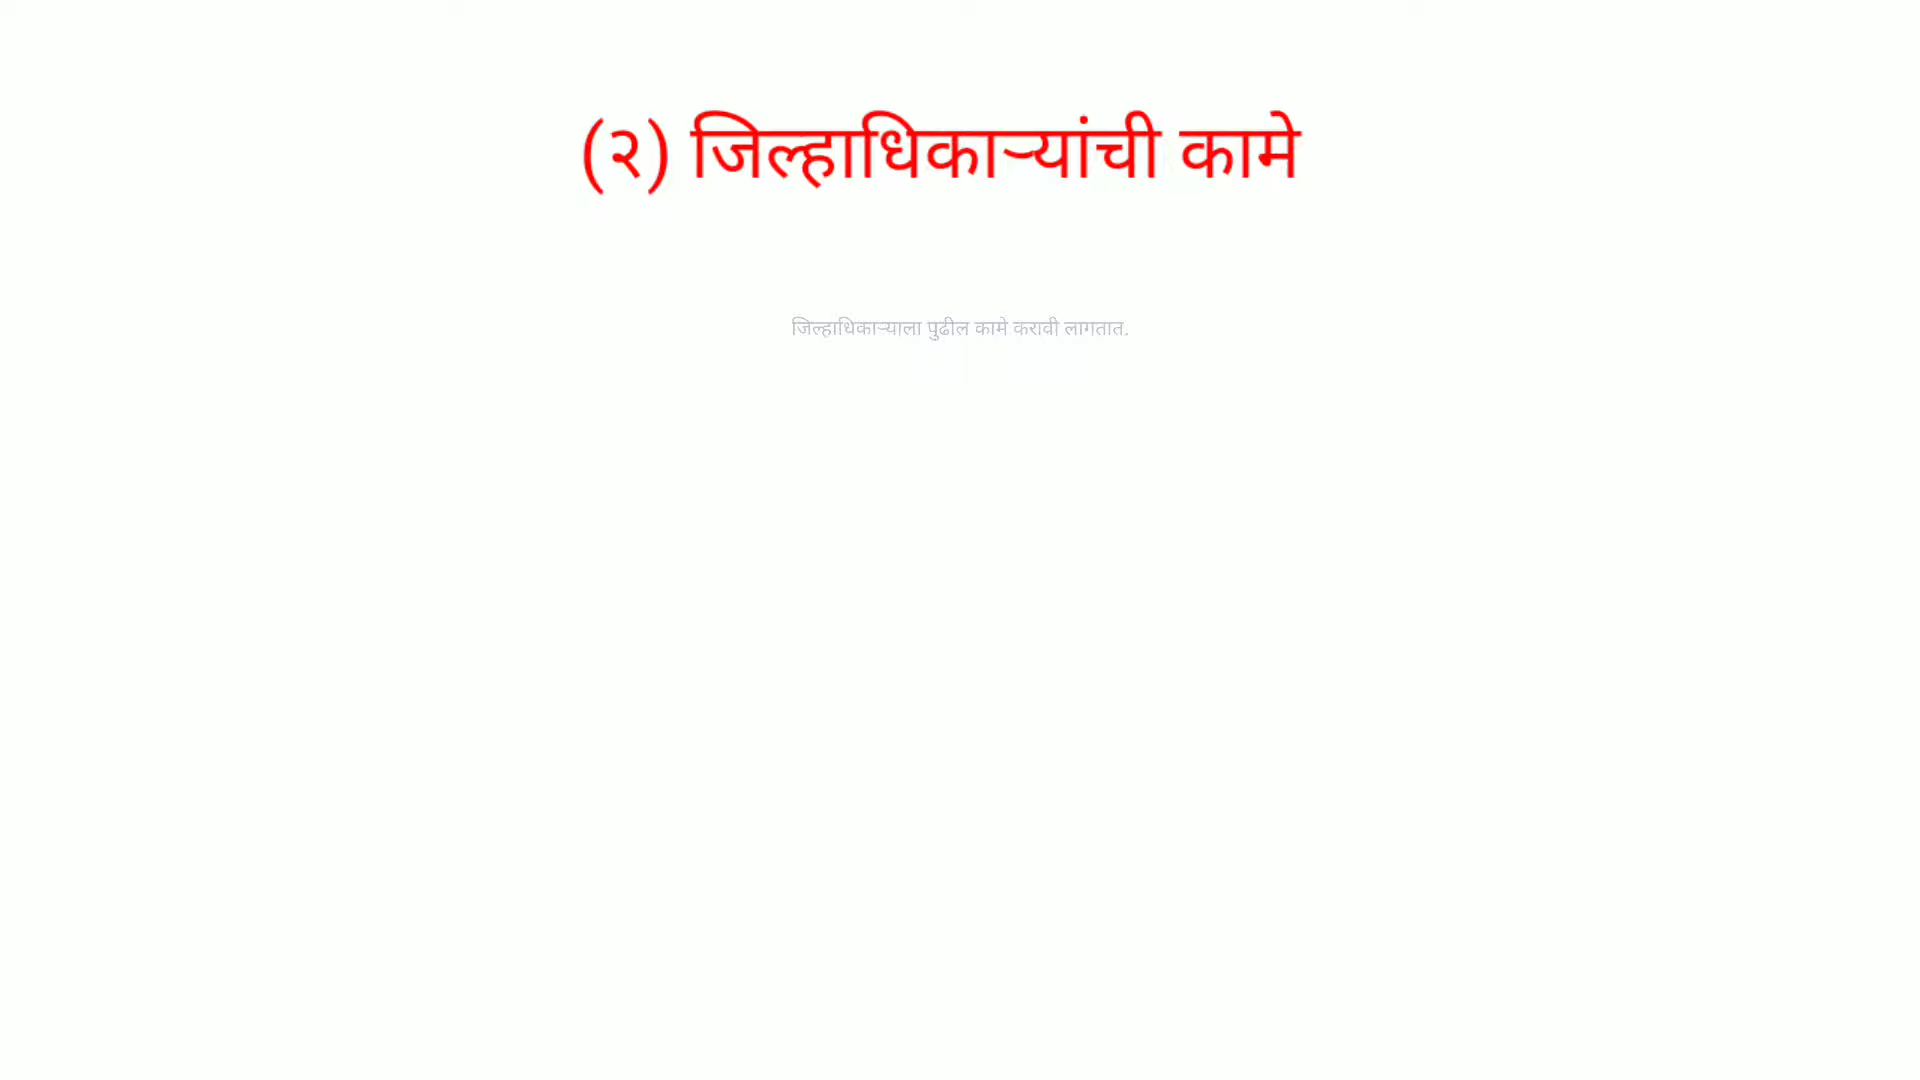 (२) जिल्हाधिकाऱ्यांची कामे
जिल्हाधिकाऱ्याला पुढील कामे करावी लागतात.